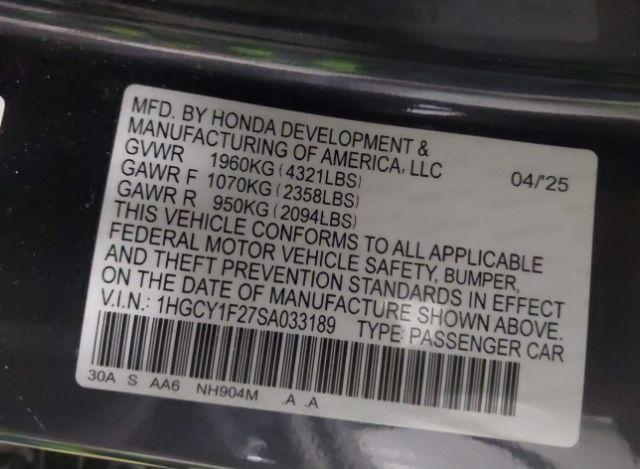 MFD. BY HONDA DEVELOPMENT &
MANUFACTURING OF AMERICA, LLC
04/'25
GVWR 1960KG (4321LBS)
GAWR F 1070KG (2358LBS)
GAWR R 950KG (2094LBS)
THIS VEHICLE CONFORMS TO ALL APPLICABLE
FEDERAL MOTOR VEHICLE SAFETY, BUMPER,
AND THEFT PREVENTION STANDARDS IN EFFECT
ON THE DATE OF MANUFACTURE SHOWN ABOVE.
V.I.N.: 1HGCY1F27SA033189 TYPE: PASSENGER CAR
30A S AA6 NH904M .A .A